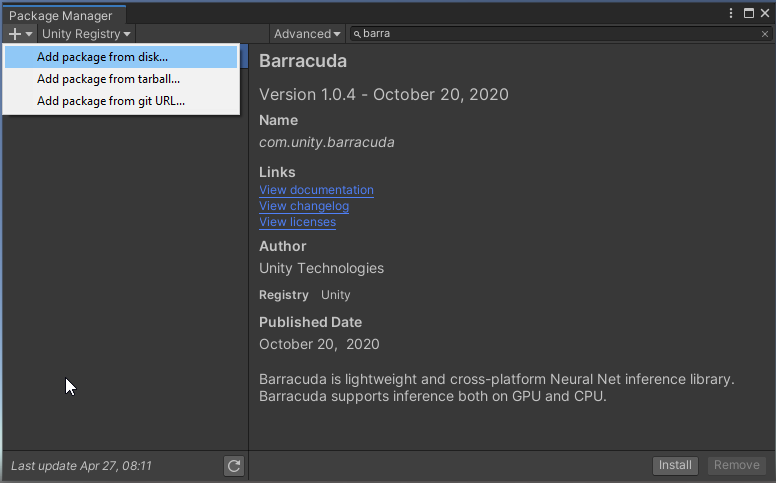 Package Manager
Unity Registry
Advanced
barra
Add package from disk...
Add package from tarball...
Add package from git URL...
Barracuda
Version 1.0.4 - October 20, 2020
Name
com.unity.barracuda
Links
View documentation
View changelog
View licenses
Author
Unity Technologies
Registry Unity
Published Date
October 20, 2020
Barracuda is lightweight and cross-platform Neural Net inference library.
Barracuda supports inference both on GPU and CPU.
Last update Apr 27, 08:11
Install
Remove